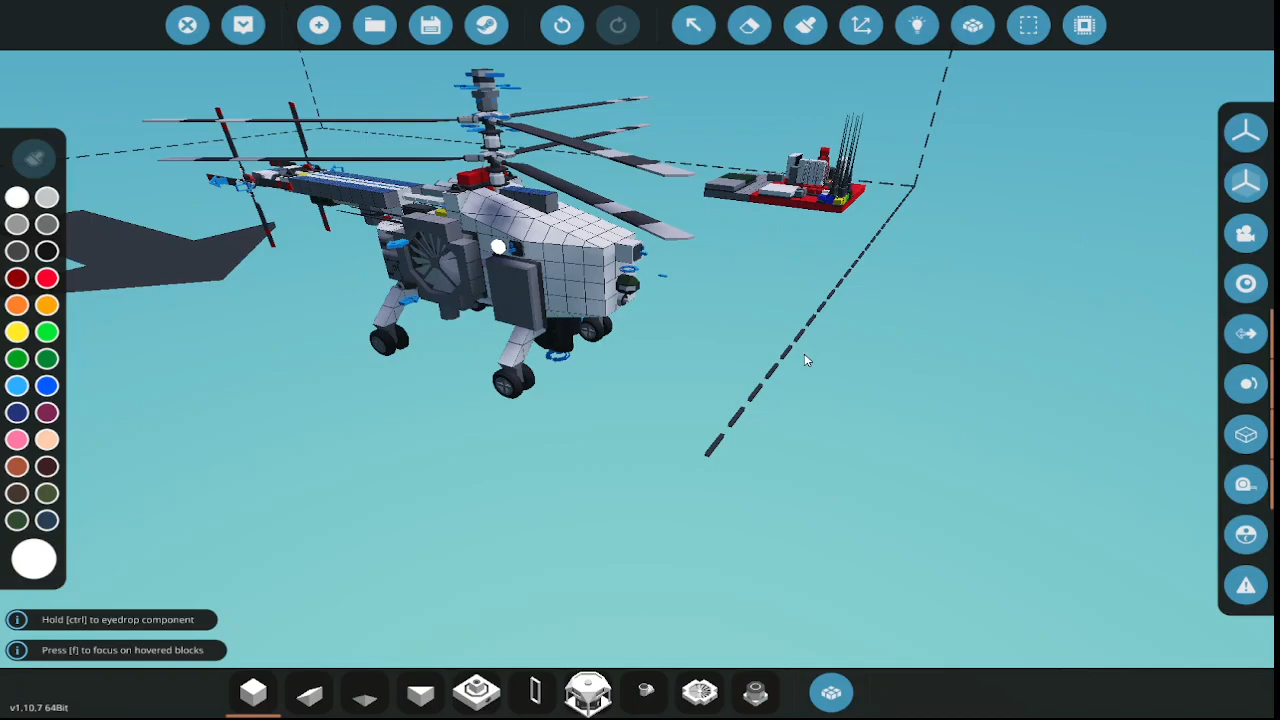 Hold [ctrl] to eyedrop component
Press [f] to focus on hovered blocks
v1.10.7 64Bit